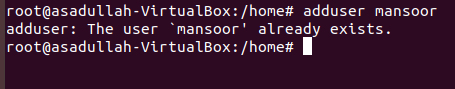 root@asadullah-VirtualBox:/home# adduser mansoor
adduser: The user `mansoor' already exists.
root@asadullah-VirtualBox:/home#